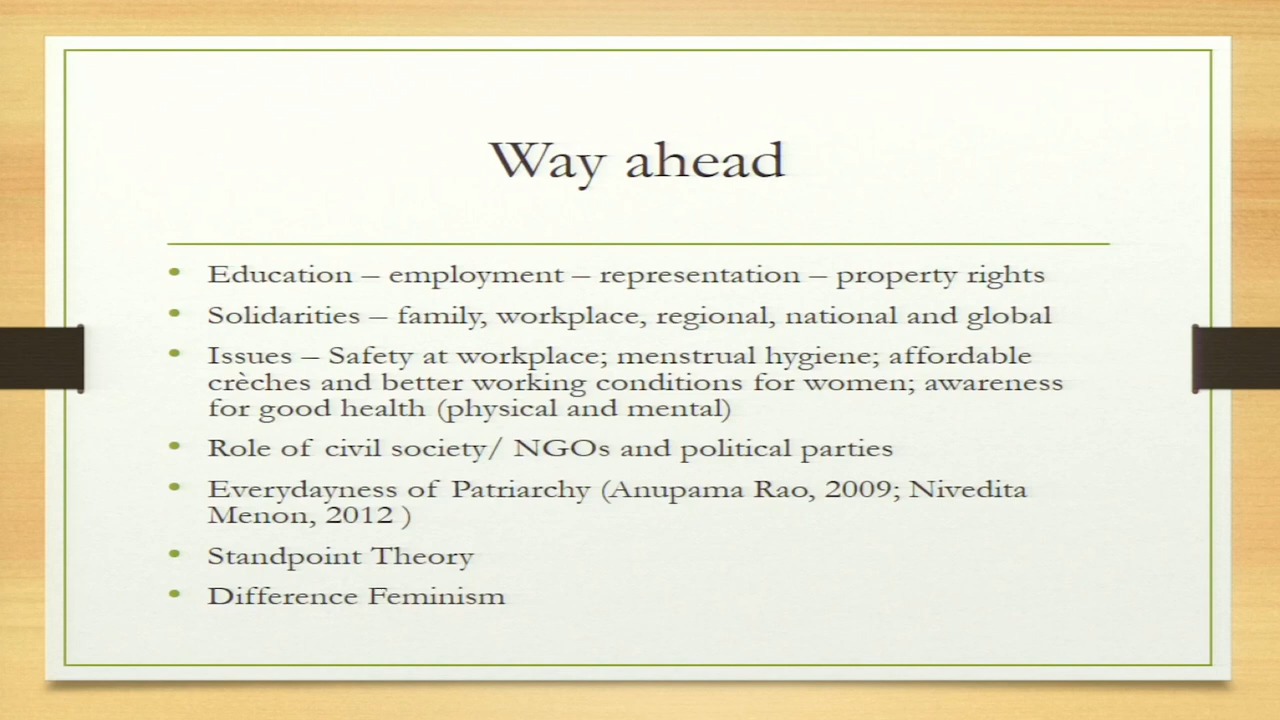 Way ahead
• Education – employment – representation – property rights
• Solidarities – family, workplace, regional, national and global
• Issues – Safety at workplace; menstrual hygiene; affordable
crèches and better working conditions for women; awareness
for good health (physical and mental)
• Role of civil society/ NGOs and political parties
• Everydayness of Patriarchy (Anupama Rao, 2009; Nivedita
Menon, 2012 )
• Standpoint Theory
• Difference Feminism